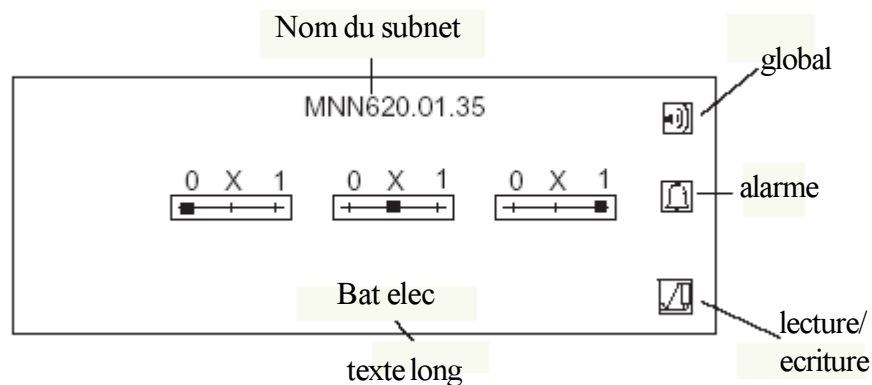 Nom du subnet
global
MNN620.01.35
0 X 1 0 X 1 0 X 1
alarme
Bat elec
lecture/
ecriture
texte long